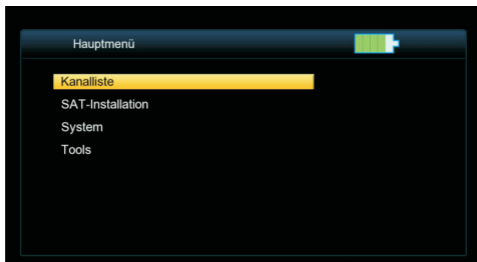 Hauptmenü
Kanalliste
SAT-Installation
System
Tools